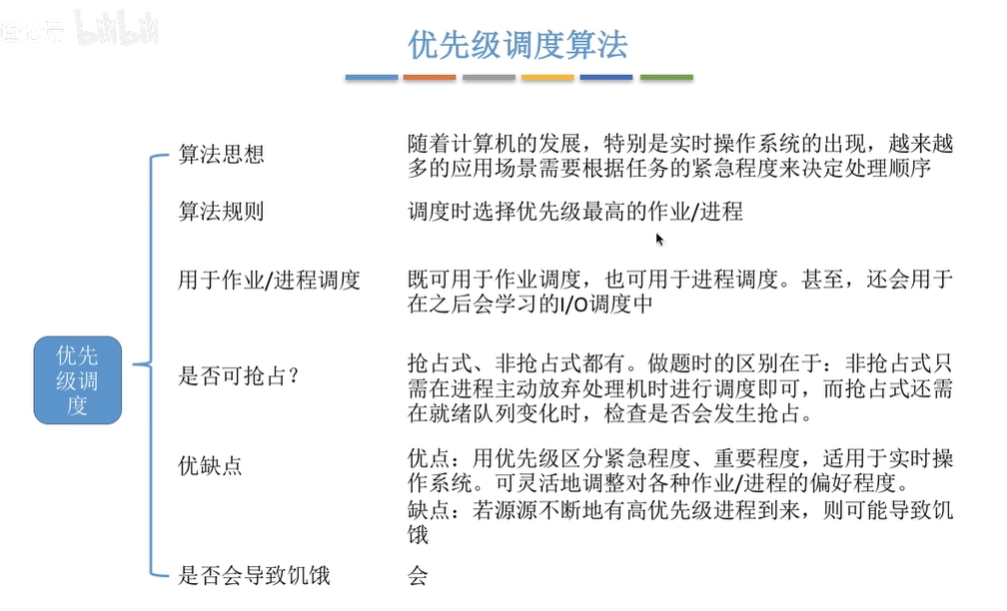 bilibili
优先级调度算法
算法思想
随着计算机的发展，特别是实时操作系统的出现，越来越
多的应用场景需要根据任务的紧急程度来决定处理顺序
算法规则
调度时选择优先级最高的作业/进程
用于作业/进程调度
既可用于作业调度，也可用于进程调度。甚至，还会用于
在之后会学习的I/O调度中
优先
级调
度
是否可抢占？
抢占式、非抢占式都有。做题时的区别在于：非抢占式只
需在进程主动放弃处理机时进行调度即可，而抢占式还需
在就绪队列变化时，检查是否会发生抢占。
优缺点
优点：用优先级区分紧急程度、重要程度，适用于实时操
作系统。可灵活地调整对各种作业/进程的偏好程度。
缺点：若源源不断地有高优先级进程到来，则可能导致饥
饿
是否会导致饥饿
会